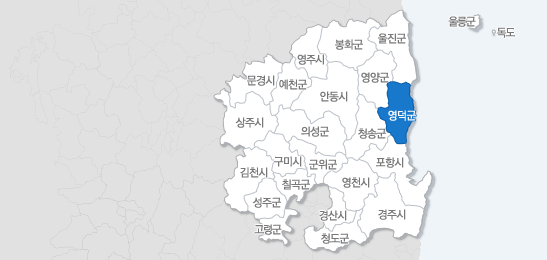 울릉군
독도
울진군
봉화군
영주시
영양군
문경시
예천군
안동시
영덕군
상주시
의성군
청송군
구미시
군위군
포항시
김천시
칠곡군
영천시
성주군
경산시
경주시
고령군
청도군